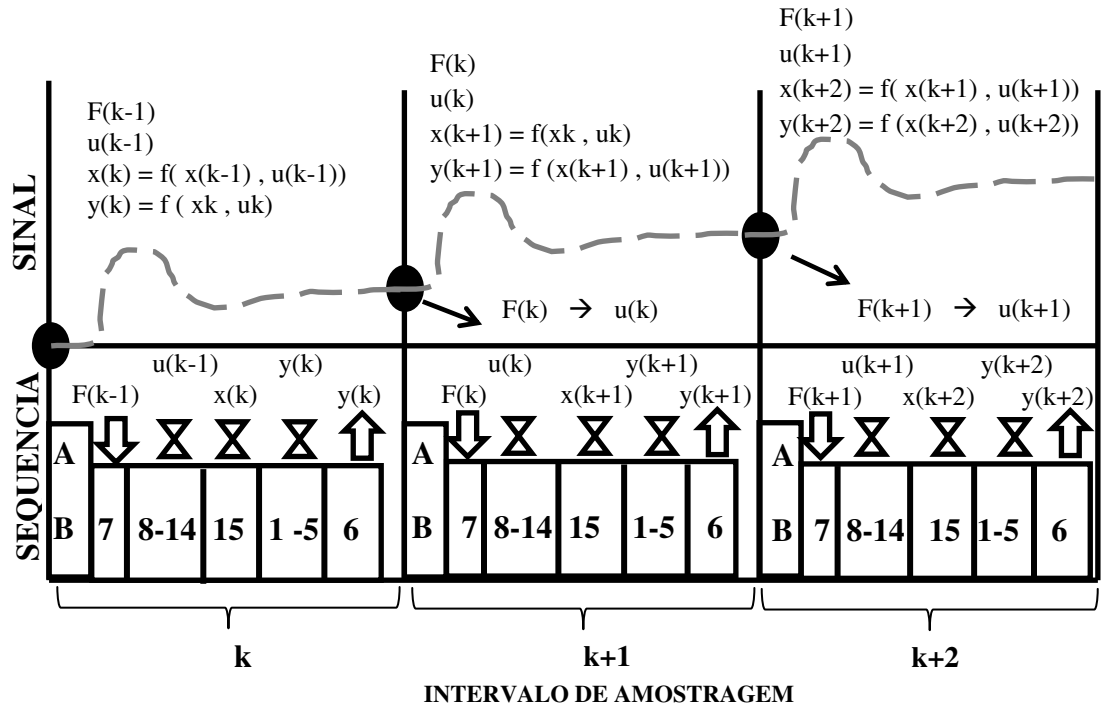 F(k-1)
u(k-1)
x(k) = f( x(k-1) , u(k-1))
y(k) = f ( xk , uk)
F(k)
u(k)
x(k+1) = f(xk , uk)
y(k+1) = f (x(k+1) , u(k+1))
F(k+1)
u(k+1)
x(k+2) = f( x(k+1) , u(k+1))
y(k+2) = f (x(k+2) , u(k+2))
SINAL
F(k) → u(k)
F(k+1) → u(k+1)
SEQUENCIA
u(k-1) y(k)
F(k-1) x(k) y(k)
A
B 7 8-14 15 1 -5 6
u(k) y(k+1)
F(k) x(k+1) y(k+1)
A
B 7 8-14 15 1-5 6
u(k+1) y(k+2)
F(k+1) x(k+2) y(k+2)
A
B 7 8-14 15 1-5 6
k
k+1
k+2
INTERVALO DE AMOSTRAGEM